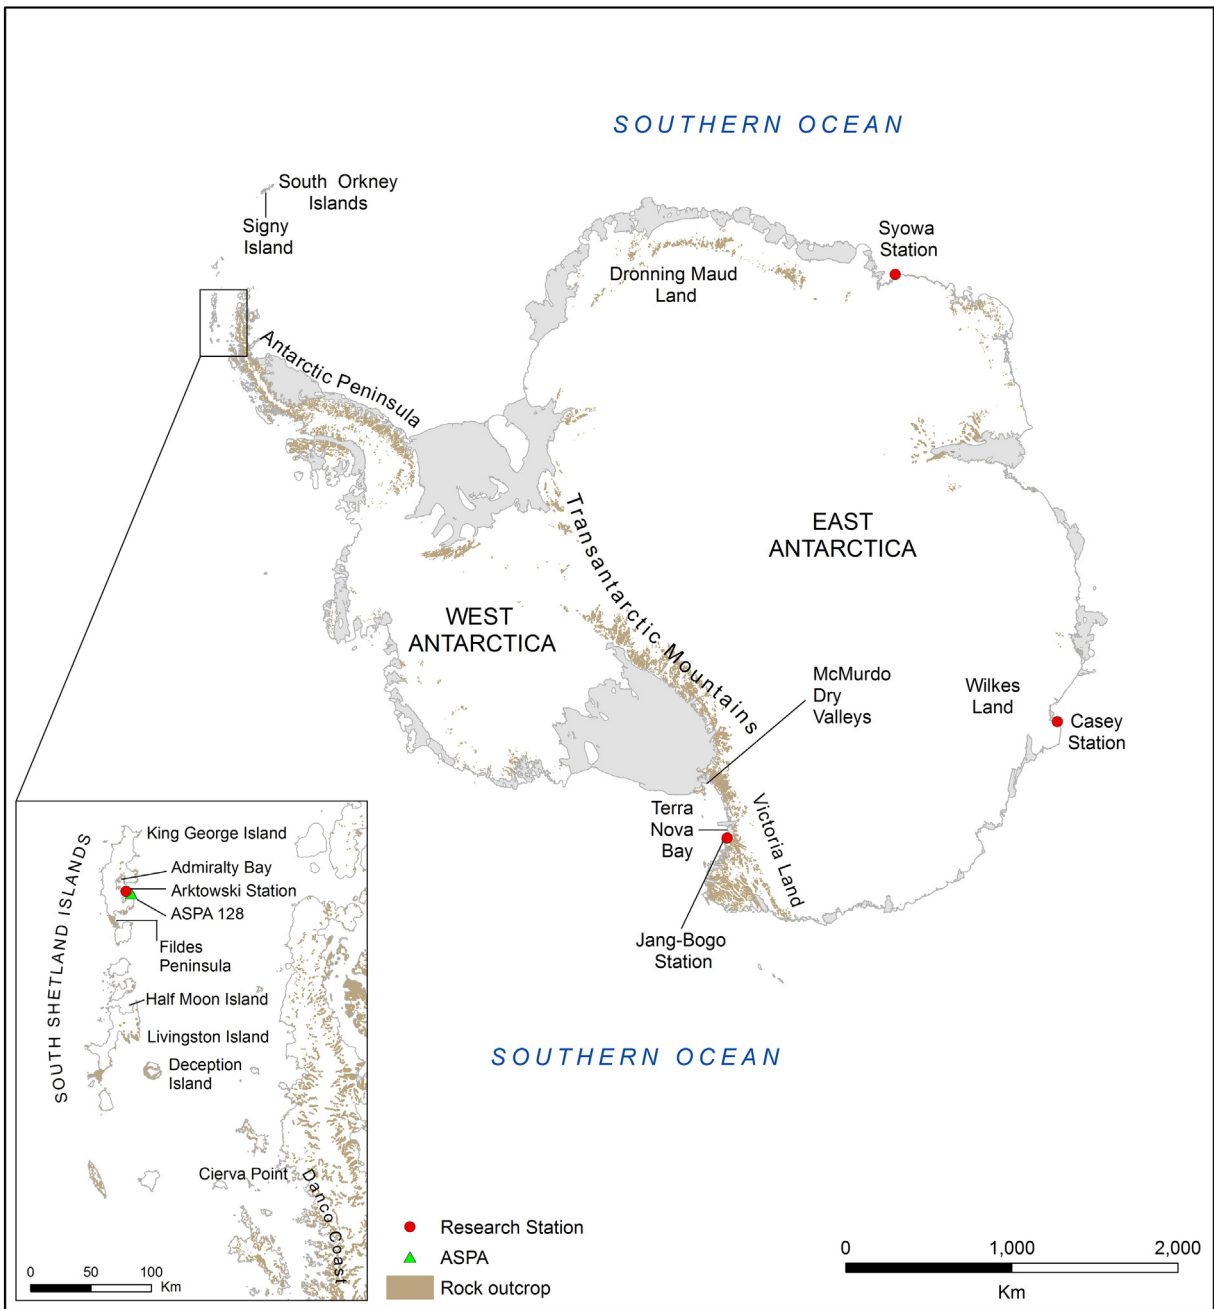 SOUTHERN OCEAN
South Orkney
Islands
Signy
Island
Syowa
Station
Dronning Maud
Land
Antarctic Peninsula
Transantarctic Mountains
EAST
ANTARCTICA
WEST
ANTARCTICA
McMurdo
Dry
Valleys
Wilkes
Land
Casey
Station
Terra
Nova
Bay
Victoria Land
Jang-Bogo
Station
SOUTHERN OCEAN
SOUTH SHETLAND ISLANDS
King George Island
Admiralty Bay
Arktowski Station
ASPA 128
Fildes
Peninsula
Half Moon Island
Livingston Island
Deception
Island
Cierva Point
Danco Coast
0 50 100
Km
Research Station
ASPA
Rock outcrop
0 1,000 2,000
Km